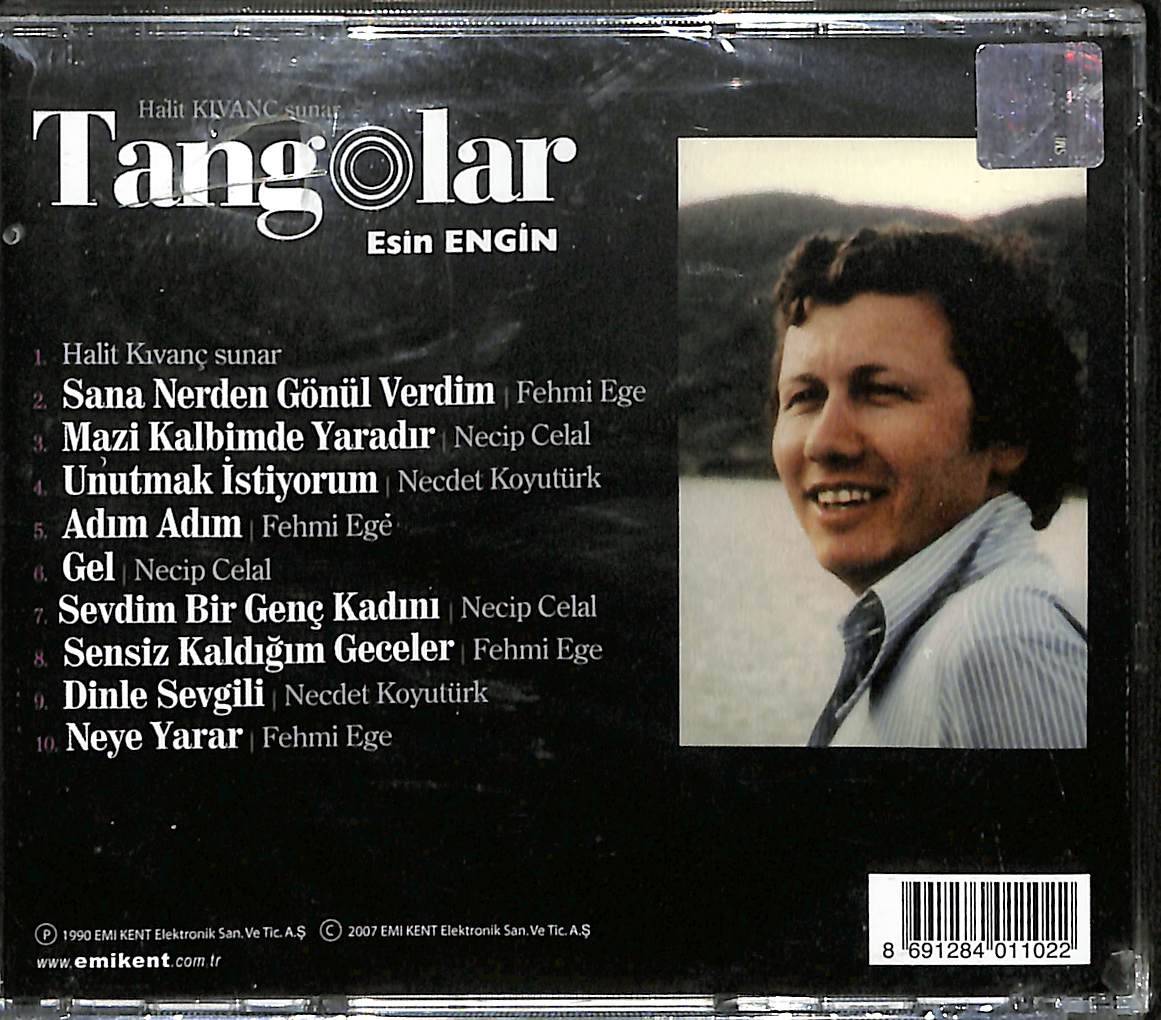 Halit KIVANÇ sunar
Tangolar
Esin ENGİN
1. Halit Kıvanç sunar
2. Sana Nerden Gönül Verdim | Fehmi Ege
3. Mazi Kalbimde Yaradır | Necip Celal
4. Unutmak İstiyorum | Necdet Koyutürk
5. Adım Adım | Fehmi Ege
6. Gel | Necip Celal
7. Sevdim Bir Genç Kadını | Necip Celal
8. Sensiz Kaldığım Geceler | Fehmi Ege
9. Dinle Sevgili | Necdet Koyutürk
10. Neye Yarar | Fehmi Ege
Ⓟ 1990 EMI KENT Elektronik San. Ve Tic. A.Ş © 2007 EMI KENT Elektronik San. Ve Tic. A.Ş
www.emikent.com.tr
8 691284 011022